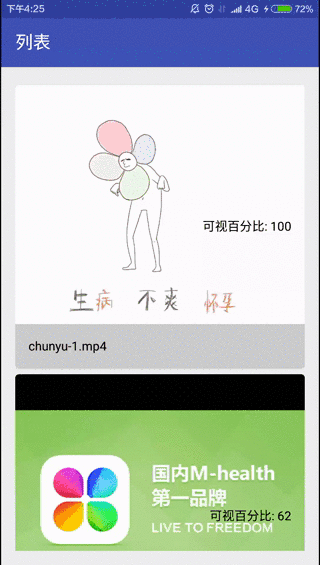 下午4:25
4G
72%
列表
可视百分比: 100
生病 不爽 怀孕
chunyu-1.mp4
国内M-health
第一品牌
可视百分比: 62
LIVE TO FREEDOM